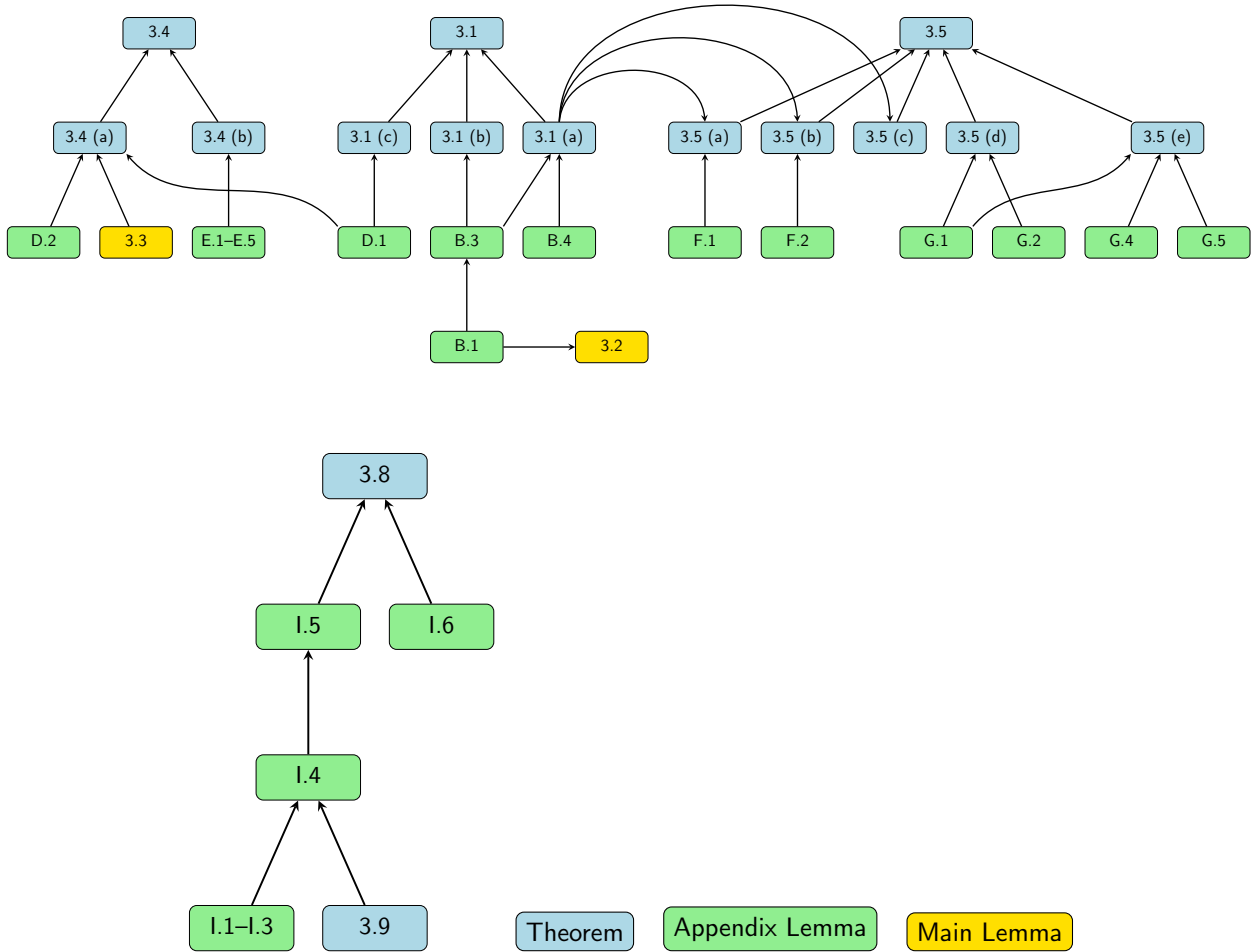 3.4
3.1
3.5
3.4 (a)
3.4 (b)
3.1 (c)
3.1 (b)
3.1 (a)
3.5 (a)
3.5 (b)
3.5 (c)
3.5 (d)
3.5 (e)
D.2
3.3
E.1–E.5
D.1
B.3
B.4
F.1
F.2
G.1
G.2
G.4
G.5
B.1
3.2
3.8
I.5
I.6
I.4
I.1–I.3
3.9
Theorem
Appendix Lemma
Main Lemma